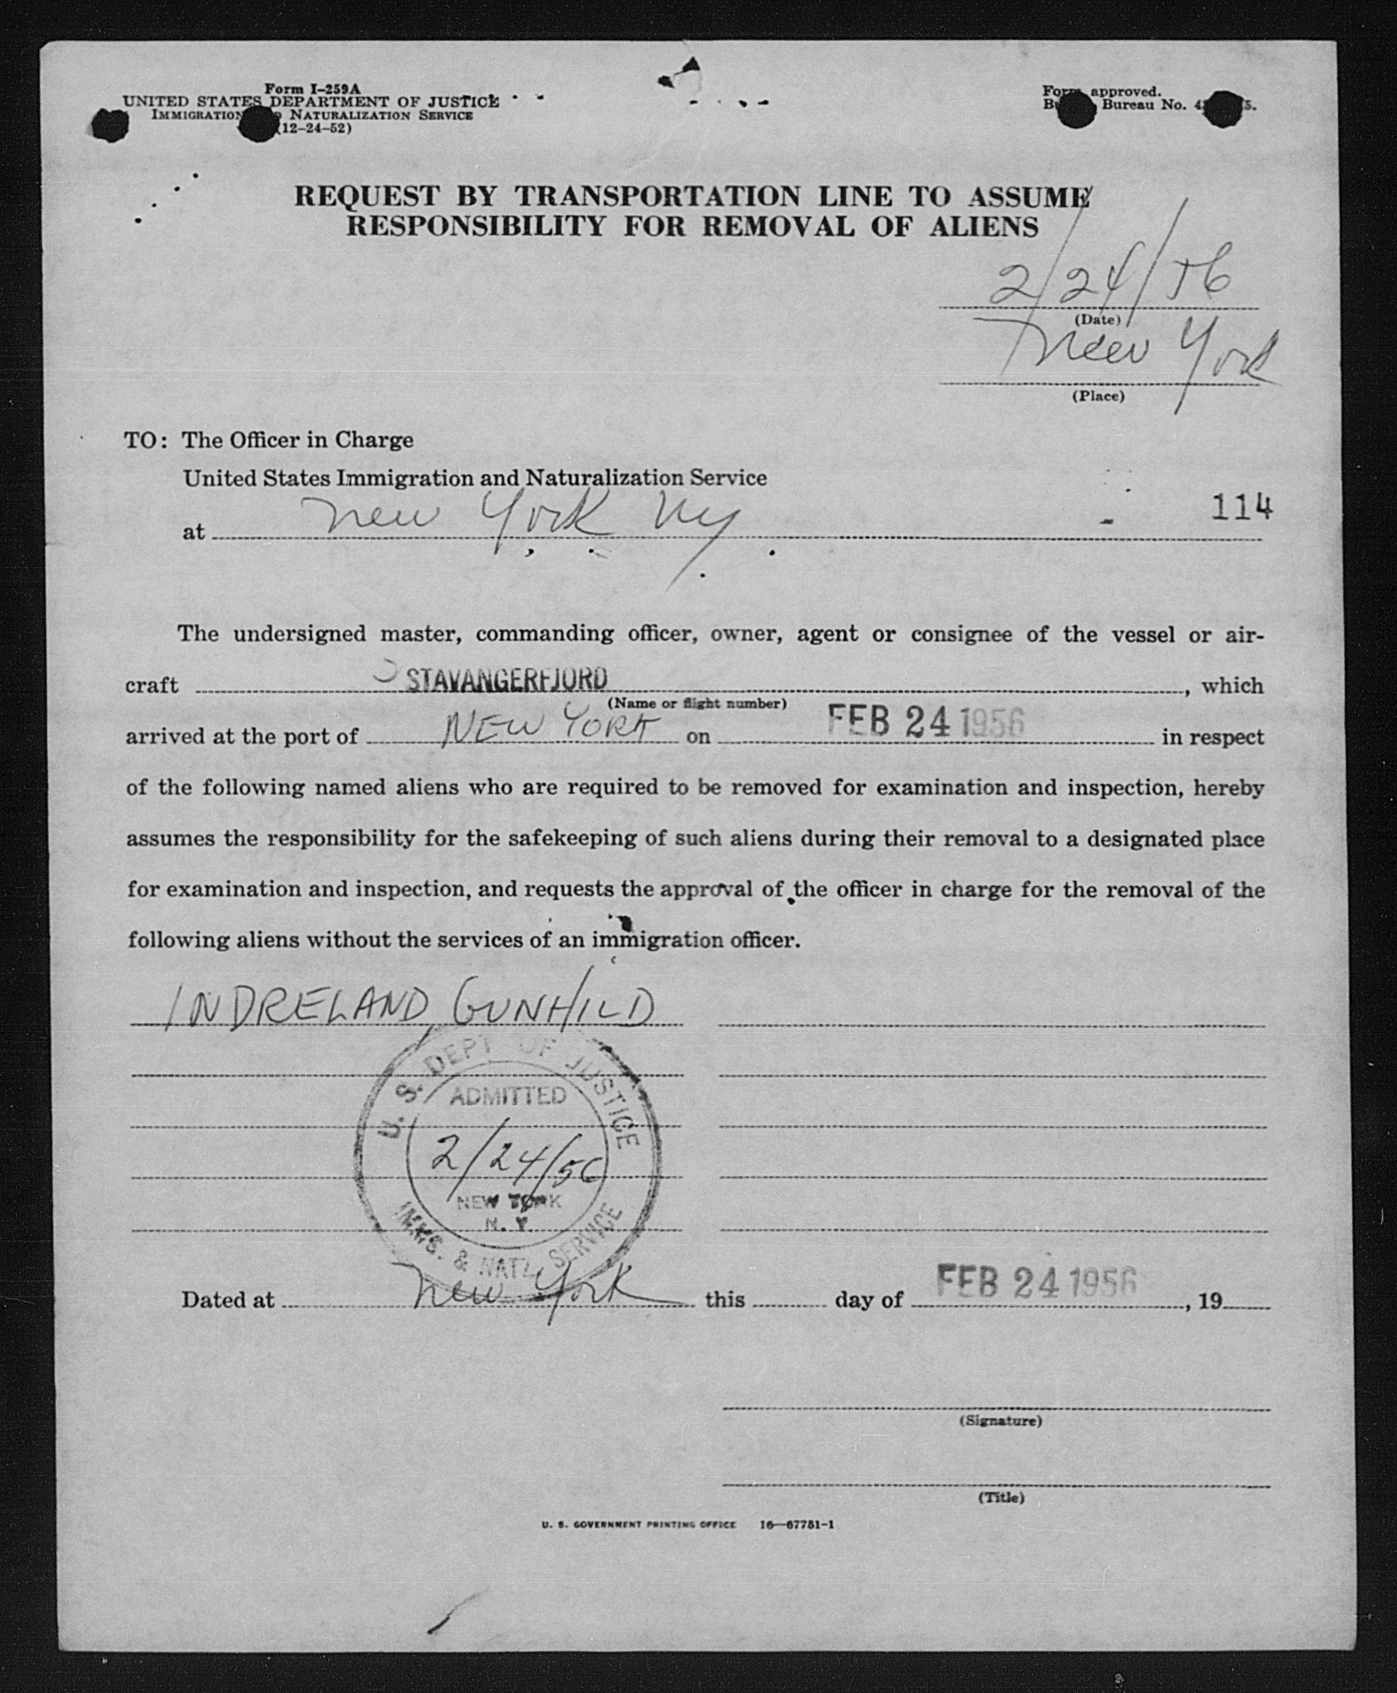 Form I-259A
UNITED STATES DEPARTMENT OF JUSTICE
IMMIGRATION NATURALIZATION SERVICE
(12-24-52)
Form approved.
Bureau No.
REQUEST BY TRANSPORTATION LINE TO ASSUME
RESPONSIBILITY FOR REMOVAL OF ALIENS
2/24/56
(Date)
New York
(Place)
TO: The Officer in Charge
United States Immigration and Naturalization Service
at New York NY 114
The undersigned master, commanding officer, owner, agent or consignee of the vessel or air-
craft STAVANGERFJORD, which
(Name or flight number)
arrived at the port of NEW YORK on FEB 24 1956 in respect
of the following named aliens who are required to be removed for examination and inspection, hereby
assumes the responsibility for the safekeeping of such aliens during their removal to a designated place
for examination and inspection, and requests the approval of the officer in charge for the removal of the
following aliens without the services of an immigration officer.
INDRELAND GUNHILD
U. S. DEPT OF JUSTICE
ADMITTED
2/24/56
NEW YORK
N. Y.
IMMG. & NAT'Z. SERVICE
Dated at New York this day of FEB 24 1956, 19
(Signature)
(Title)
U. S. GOVERNMENT PRINTING OFFICE 16—67751-1